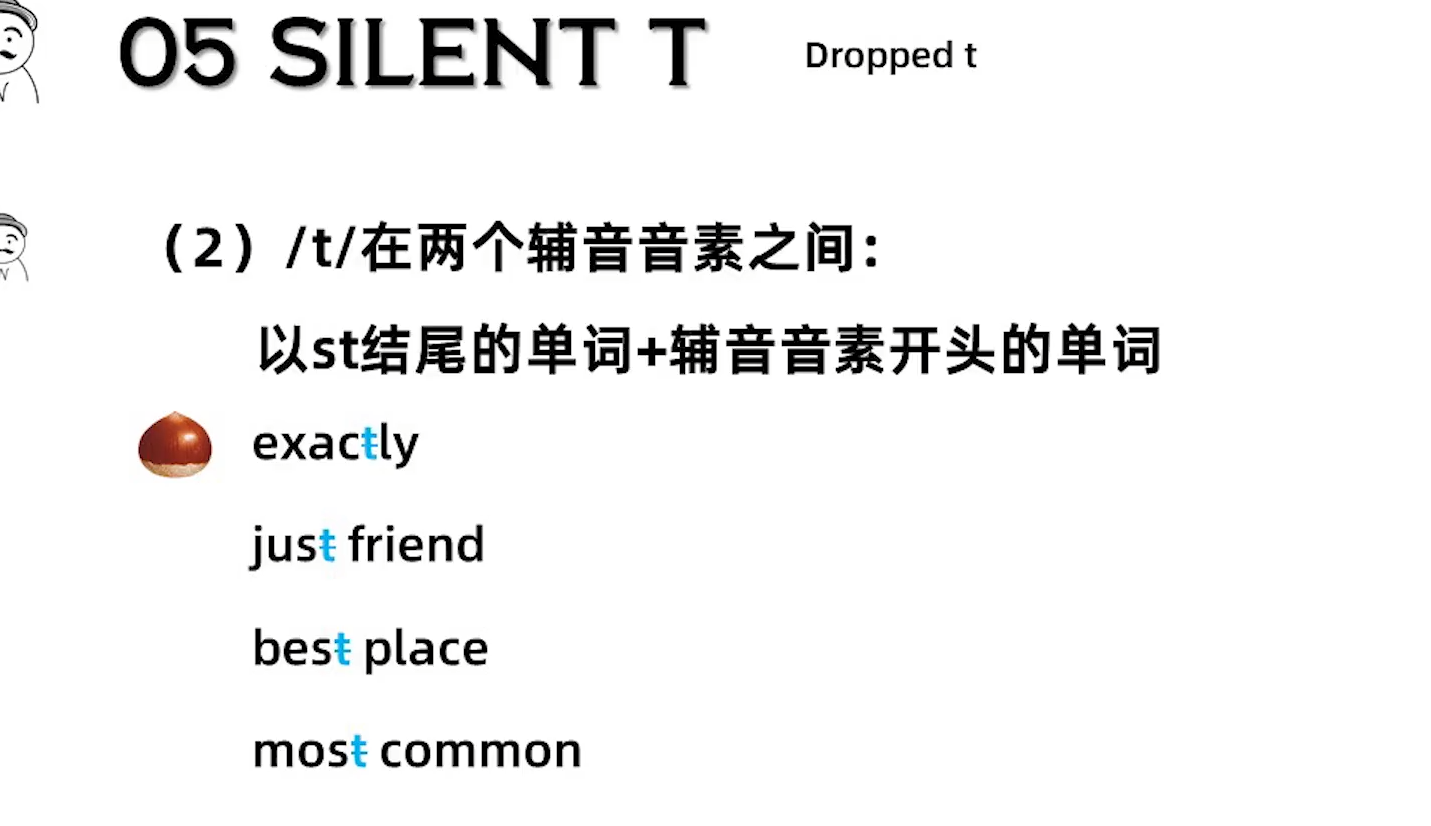 05 SILENT T
Dropped t
（2）/t/在两个辅音音素之间：
以st结尾的单词+辅音音素开头的单词
exactly
just friend
best place
most common